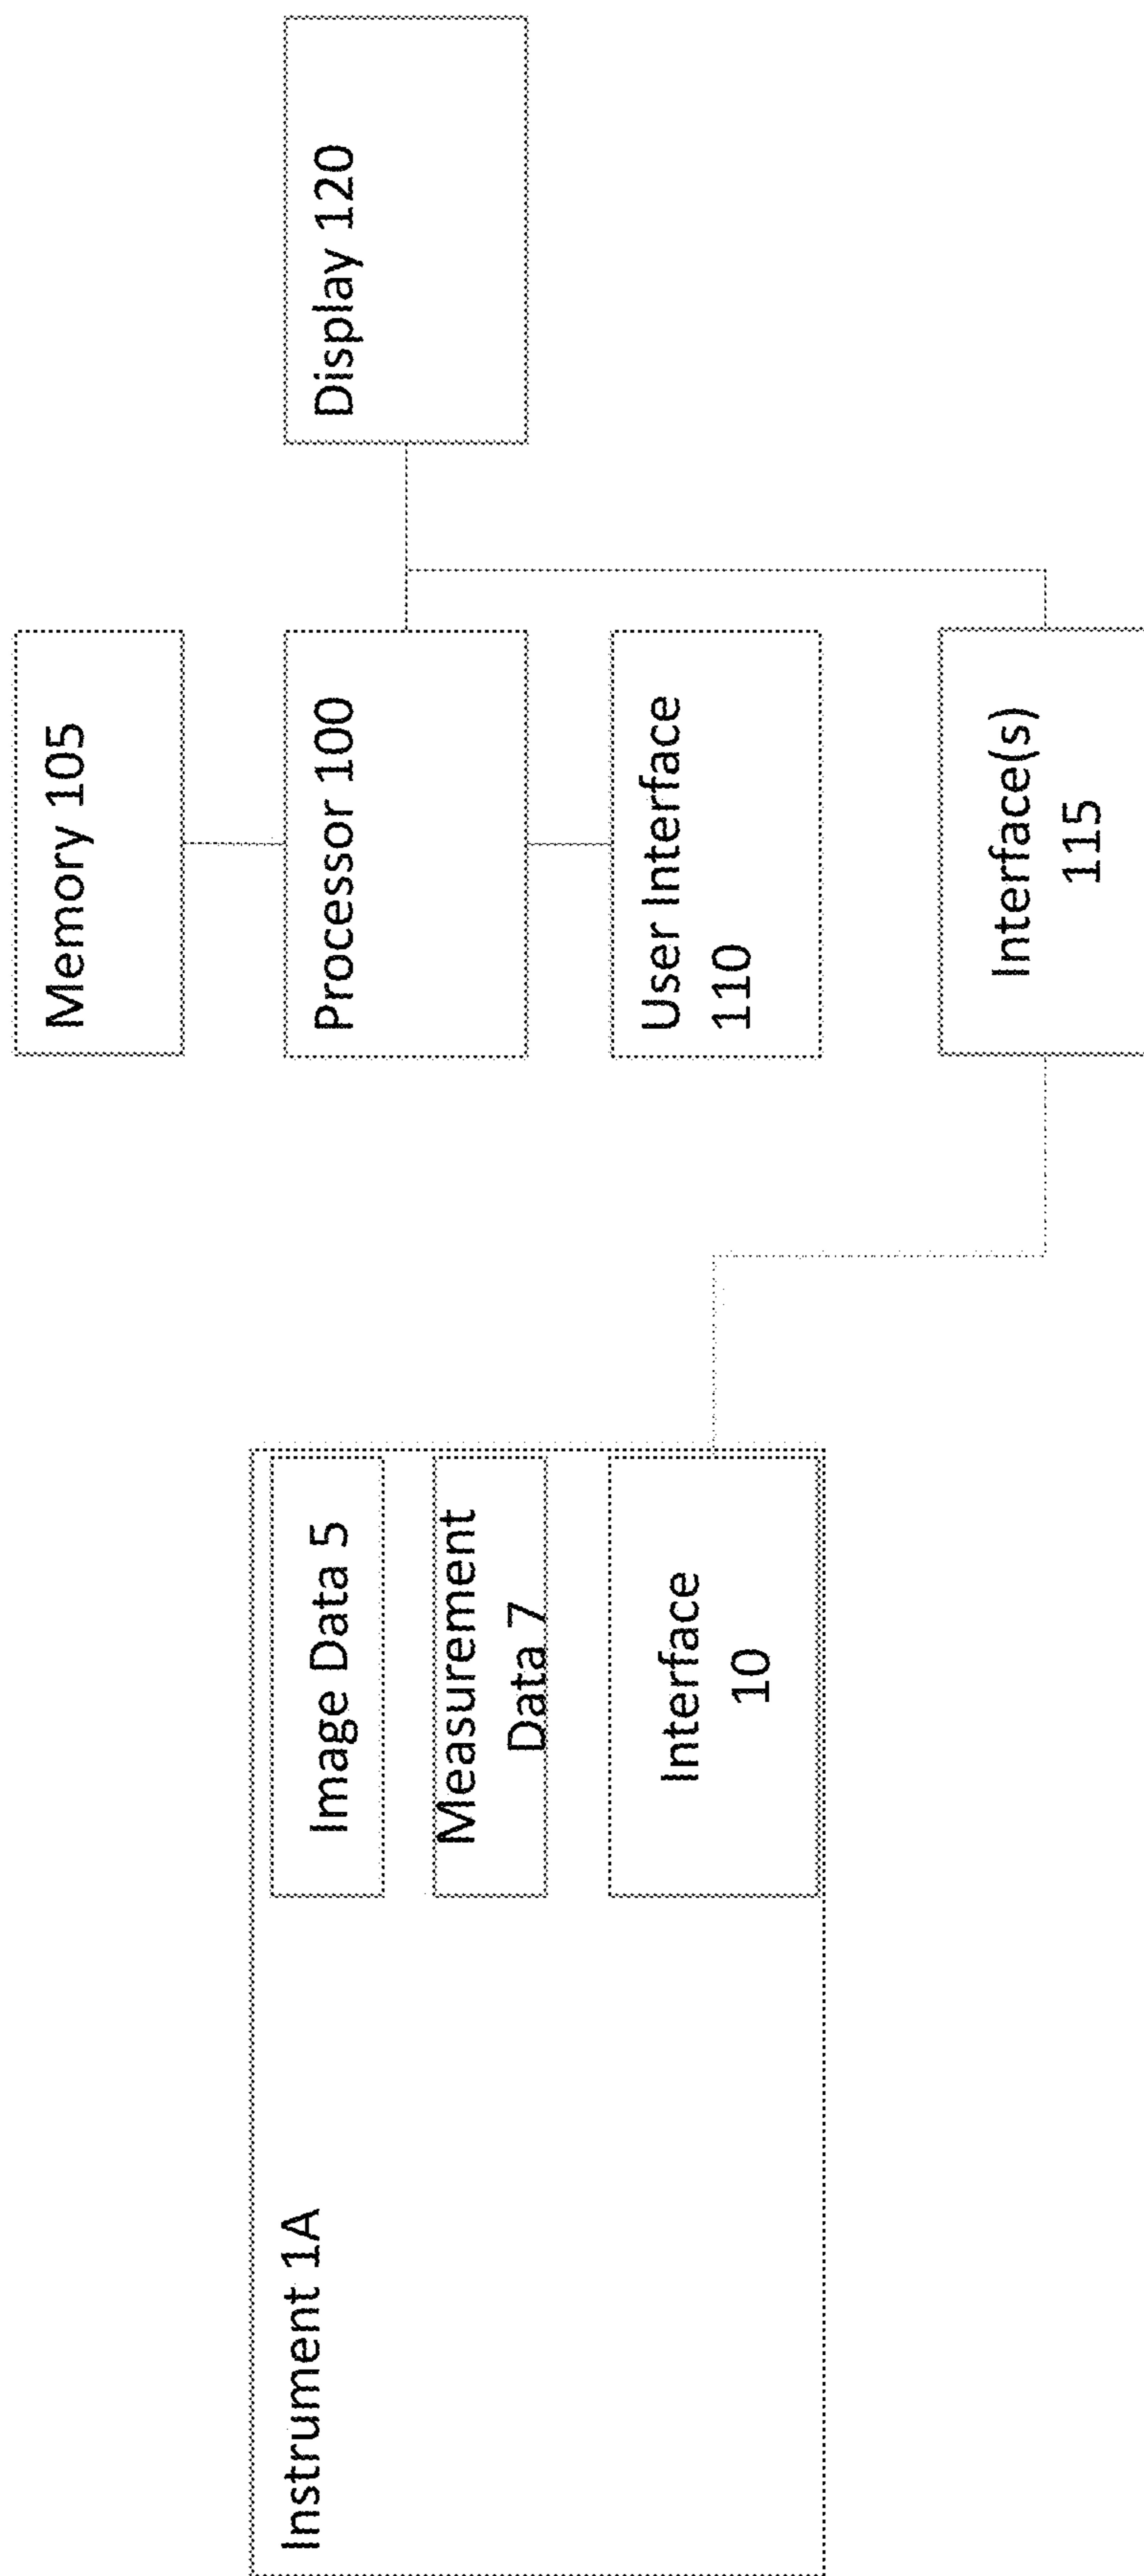 Instrument 1A
Image Data 5
Measurement
Data 7
Interface
10
Memory 105
Processor 100
User Interface
110
Interface(s)
115
Display 120